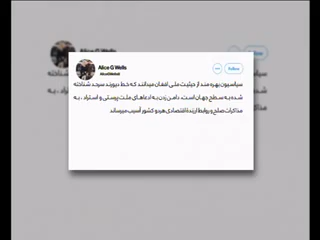 Alice G Wells
Follow
سیاسیون بهره مند از حیثیت ملی افغان میدانند که خط دیورند سرحد شناخته
شده به سطح جهان است. دامن زدن به ادعاهای ملت پرستی و استرداد ، به
مذاکرات صلح و روابط ارزندهٔ اقتصادی هردو کشور آسیب میرساند